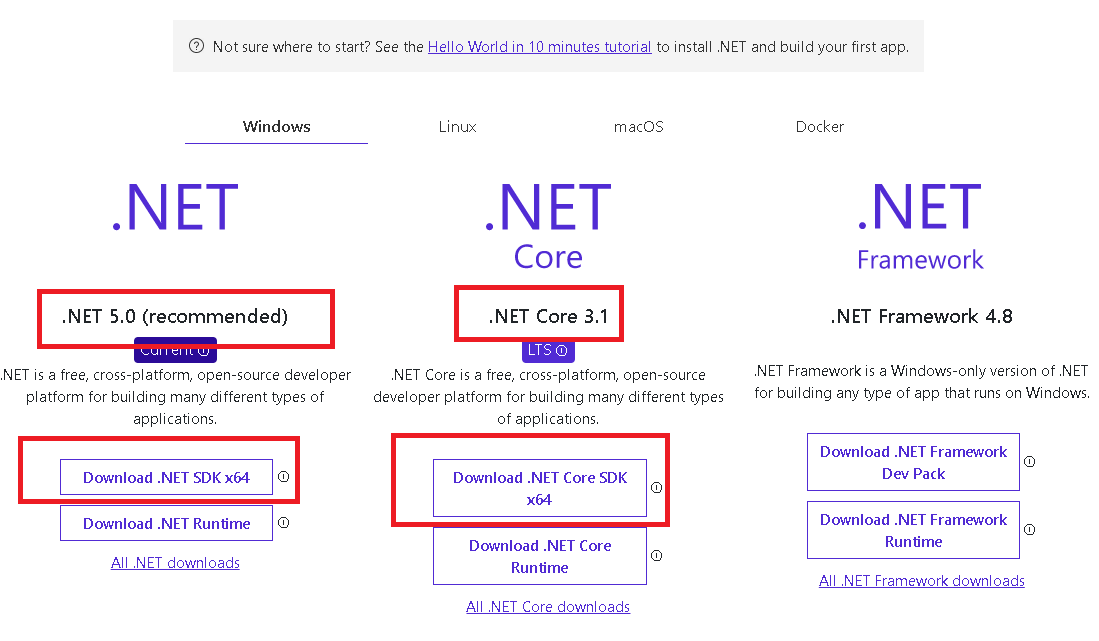 Not sure where to start? See the Hello World in 10 minutes tutorial to install .NET and build your first app.
Windows
Linux
macOS
Docker
.NET
.NET 5.0 (recommended)
Current
.NET is a free, cross-platform, open-source developer
platform for building many different types of
applications.
Download .NET SDK x64
Download .NET Runtime
All .NET downloads
.NET
Core
.NET Core 3.1
LTS
.NET Core is a free, cross-platform, open-source
developer platform for building many different types
of applications.
Download .NET Core SDK
x64
Download .NET Core
Runtime
All .NET Core downloads
.NET
Framework
.NET Framework 4.8
.NET Framework is a Windows-only version of .NET
for building any type of app that runs on Windows.
Download .NET Framework
Dev Pack
Download .NET Framework
Runtime
All .NET Framework downloads